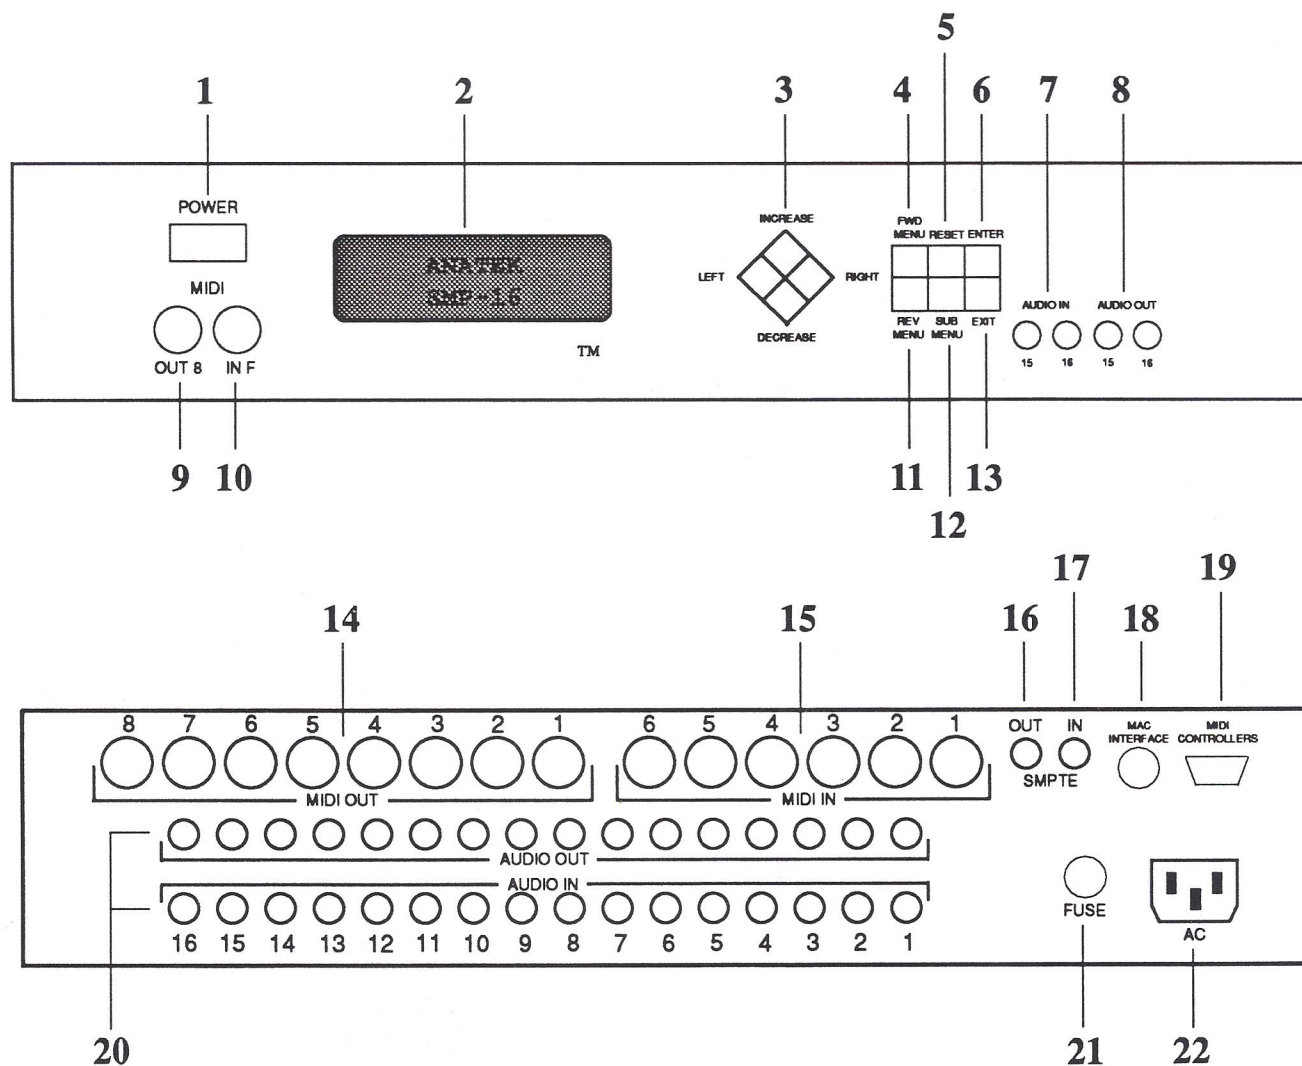 5
1 2 3 4 6 7 8
POWER
MIDI
OUT 8 IN F
ANATEK
SMP-16
TM
INCREASE
LEFT RIGHT
DECREASE
FWD
MENU RESET ENTER
REV
MENU
SUB
MENU
EXIT
AUDIO IN AUDIO OUT
15 16 15 16
9 10 11 13
12
17 19
14 15 16 18
8 7 6 5 4 3 2 1
MIDI OUT
6 5 4 3 2 1
MIDI IN
OUT IN
SMPTE
MAC
INTERFACE
MIDI
CONTROLLERS
AUDIO OUT
AUDIO IN
16 15 14 13 12 11 10 9 8 7 6 5 4 3 2 1
FUSE
AC
20 21 22